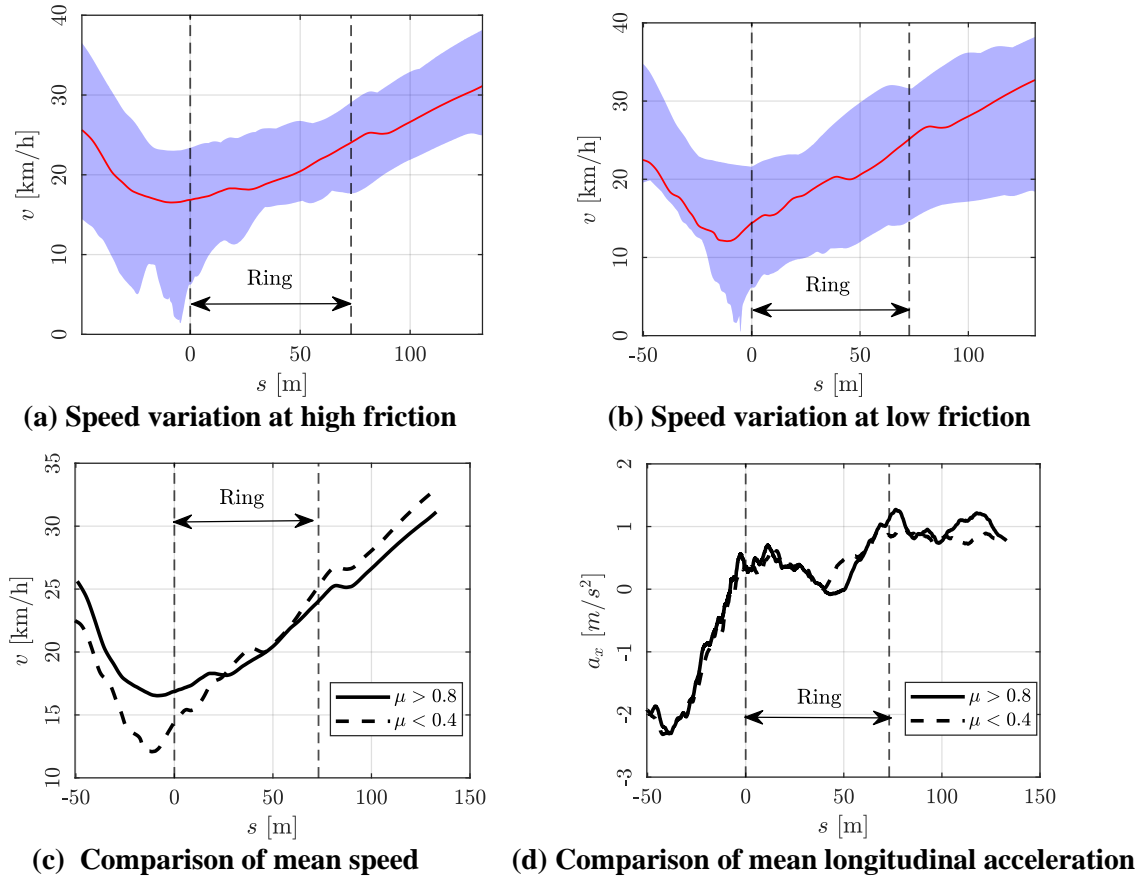 40
30
20
10
0
v [km/h]
Ring
0
50
100
s [m]
(a) Speed variation at high friction
40
30
20
10
0
v [km/h]
Ring
-50
0
50
100
s [m]
(b) Speed variation at low friction
35
30
25
20
15
10
v [km/h]
Ring
μ > 0.8
μ < 0.4
-50
0
50
100
150
s [m]
(c) Comparison of mean speed
2
1
0
-1
-2
-3
a_x [m/s²]
Ring
μ > 0.8
μ < 0.4
-50
0
50
100
150
s [m]
(d) Comparison of mean longitudinal acceleration